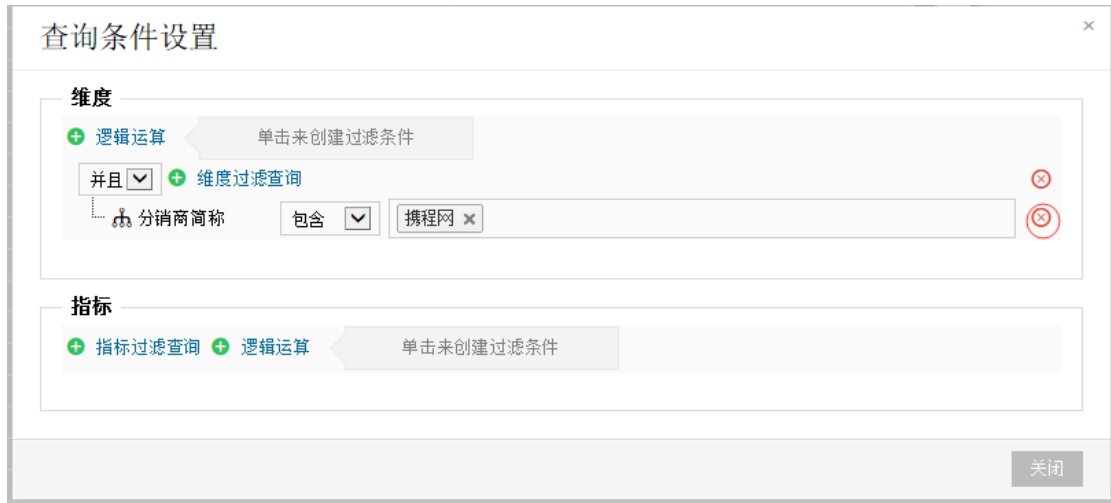 查询条件设置
维度
逻辑运算 单击来创建过滤条件
并且 维度过滤查询
分销商简称 包含 携程网
指标
指标过滤查询 逻辑运算 单击来创建过滤条件
关闭